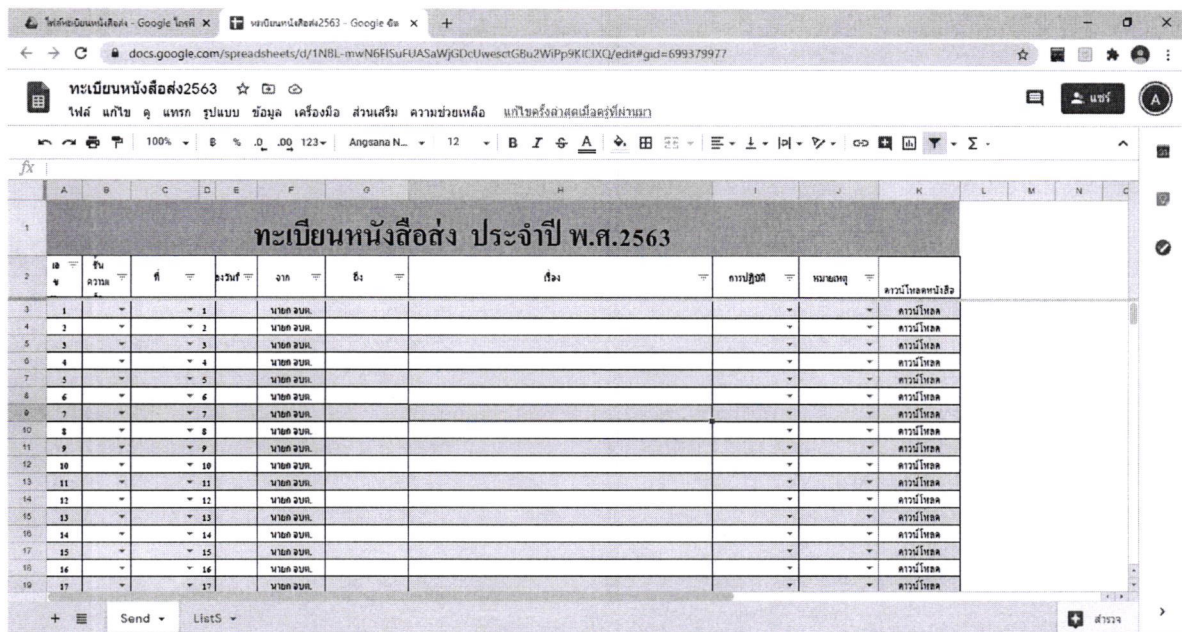 ไฟล์ทะเบียนหนังสือส่ง - Google ไดรฟ์ × ทะเบียนหนังสือส่ง2563 - Google ชีต × +
docs.google.com/spreadsheets/d/
ทะเบียนหนังสือส่ง2563
ไฟล์ แก้ไข ดู แทรก รูปแบบ ข้อมูล เครื่องมือ ส่วนเสริม ความช่วยเหลือ แก้ไขครั้งล่าสุดเมื่อครู่ที่ผ่านมา
แชร์
A
100% % .0 .00 123 Angsana N... 12 B I S A Σ
fx
A B C D E F G H I J K L M N
1 ทะเบียนหนังสือส่ง ประจำปี พ.ศ.2563
2 ที่ จาก ถึง เรื่อง การปฏิบัติ หมายเหตุ ดาวน์โหลดหนังสือ
3 1 1 นายก อบต. ดาวน์โหลด
4 2 2 นายก อบต. ดาวน์โหลด
5 3 3 นายก อบต. ดาวน์โหลด
6 4 4 นายก อบต. ดาวน์โหลด
7 5 5 นายก อบต. ดาวน์โหลด
8 6 6 นายก อบต. ดาวน์โหลด
9 7 7 นายก อบต. ดาวน์โหลด
10 8 8 นายก อบต. ดาวน์โหลด
11 9 9 นายก อบต. ดาวน์โหลด
12 10 10 นายก อบต. ดาวน์โหลด
13 11 11 นายก อบต. ดาวน์โหลด
14 12 12 นายก อบต. ดาวน์โหลด
15 13 13 นายก อบต. ดาวน์โหลด
16 14 14 นายก อบต. ดาวน์โหลด
17 15 15 นายก อบต. ดาวน์โหลด
18 16 16 นายก อบต. ดาวน์โหลด
19 17 17 นายก อบต. ดาวน์โหลด
+ Send ListS สำรวจ